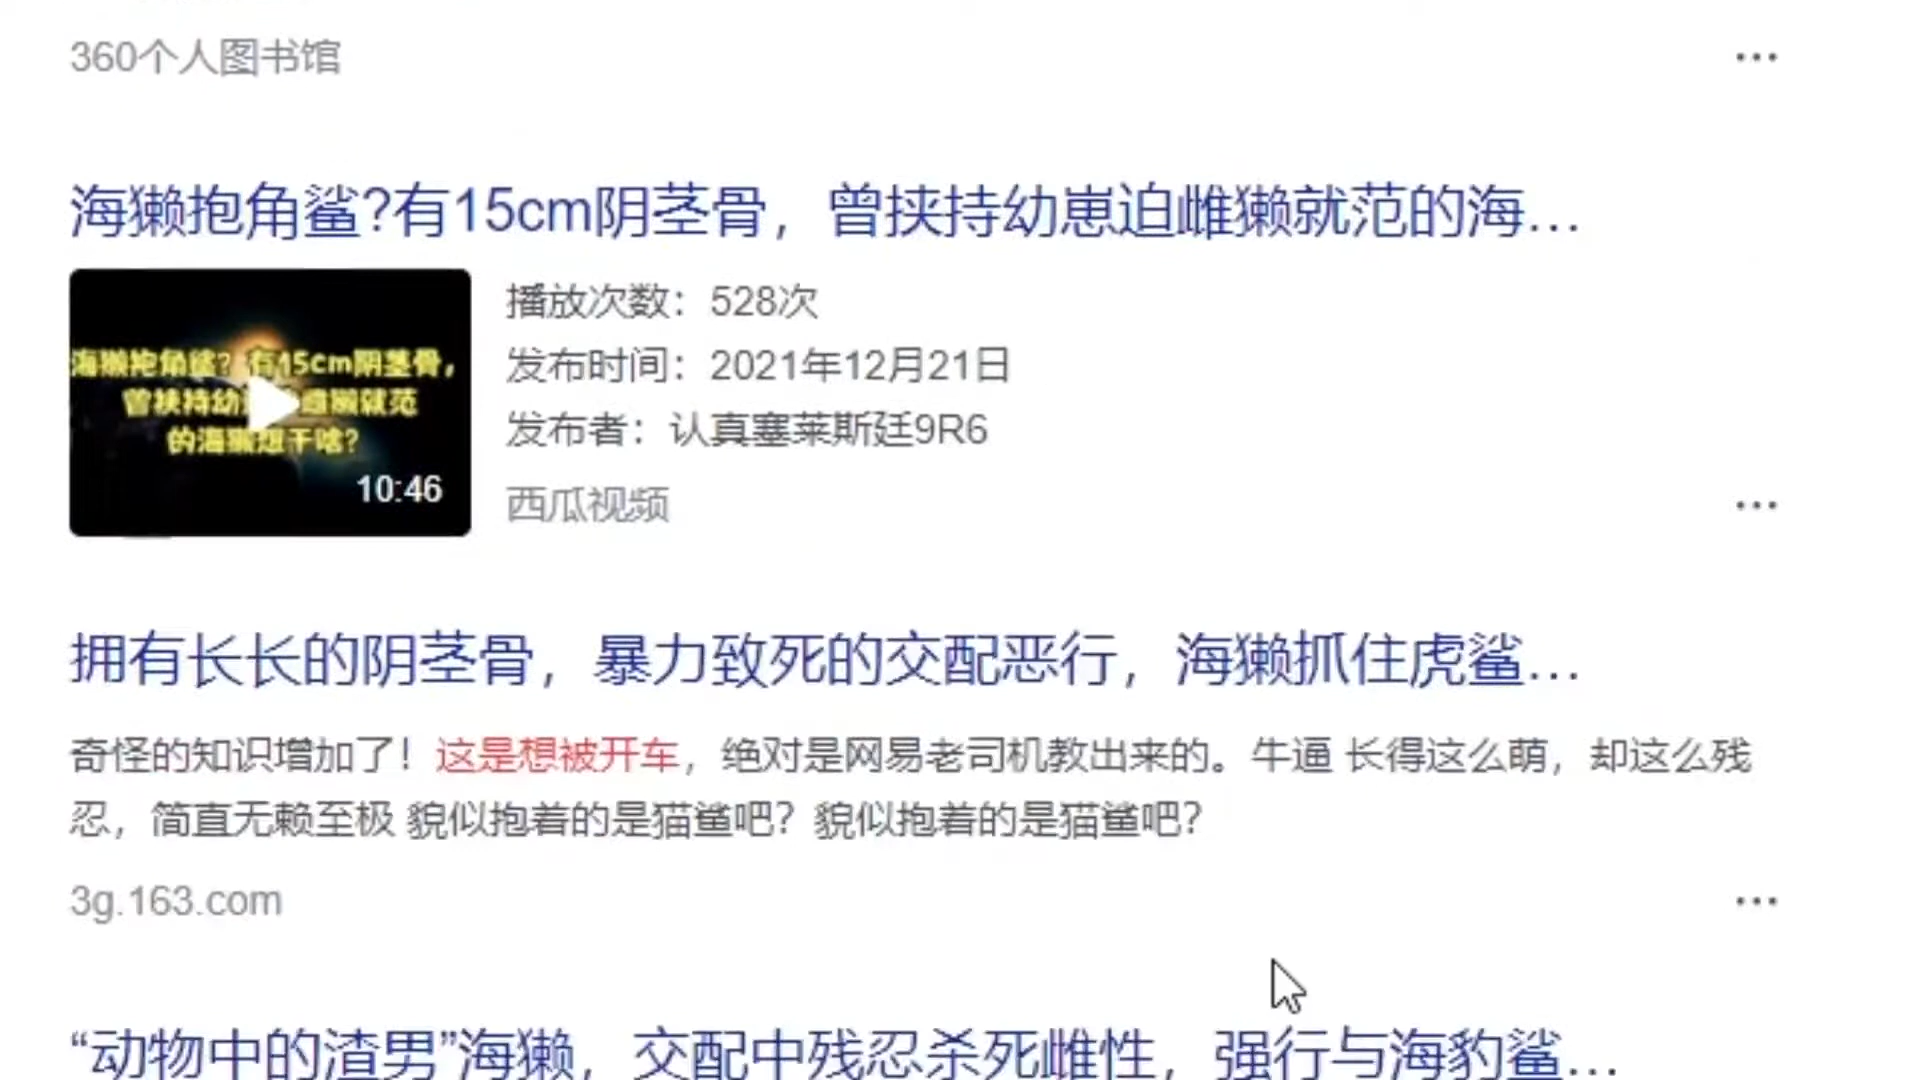 360个人图书馆
海獭抱角鲨?有15cm阴茎骨，曾挟持幼崽迫雌獭就范的海...
海獭抱角鲨？有15cm阴茎骨，
曾挟持幼 雌獭就范
的海獭想干啥？
10:46
播放次数：528次
发布时间：2021年12月21日
发布者：认真塞莱斯廷9R6
西瓜视频
拥有长长的阴茎骨，暴力致死的交配恶行，海獭抓住虎鲨...
奇怪的知识增加了！这是想被开车，绝对是网易老司机教出来的。牛逼 长得这么萌，却这么残
忍，简直无赖至极 貌似抱着的是猫鲨吧？貌似抱着的是猫鲨吧？
3g.163.com
“动物中的渣男”海獭，交配中残忍杀死雌性，强行与海豹鲨...